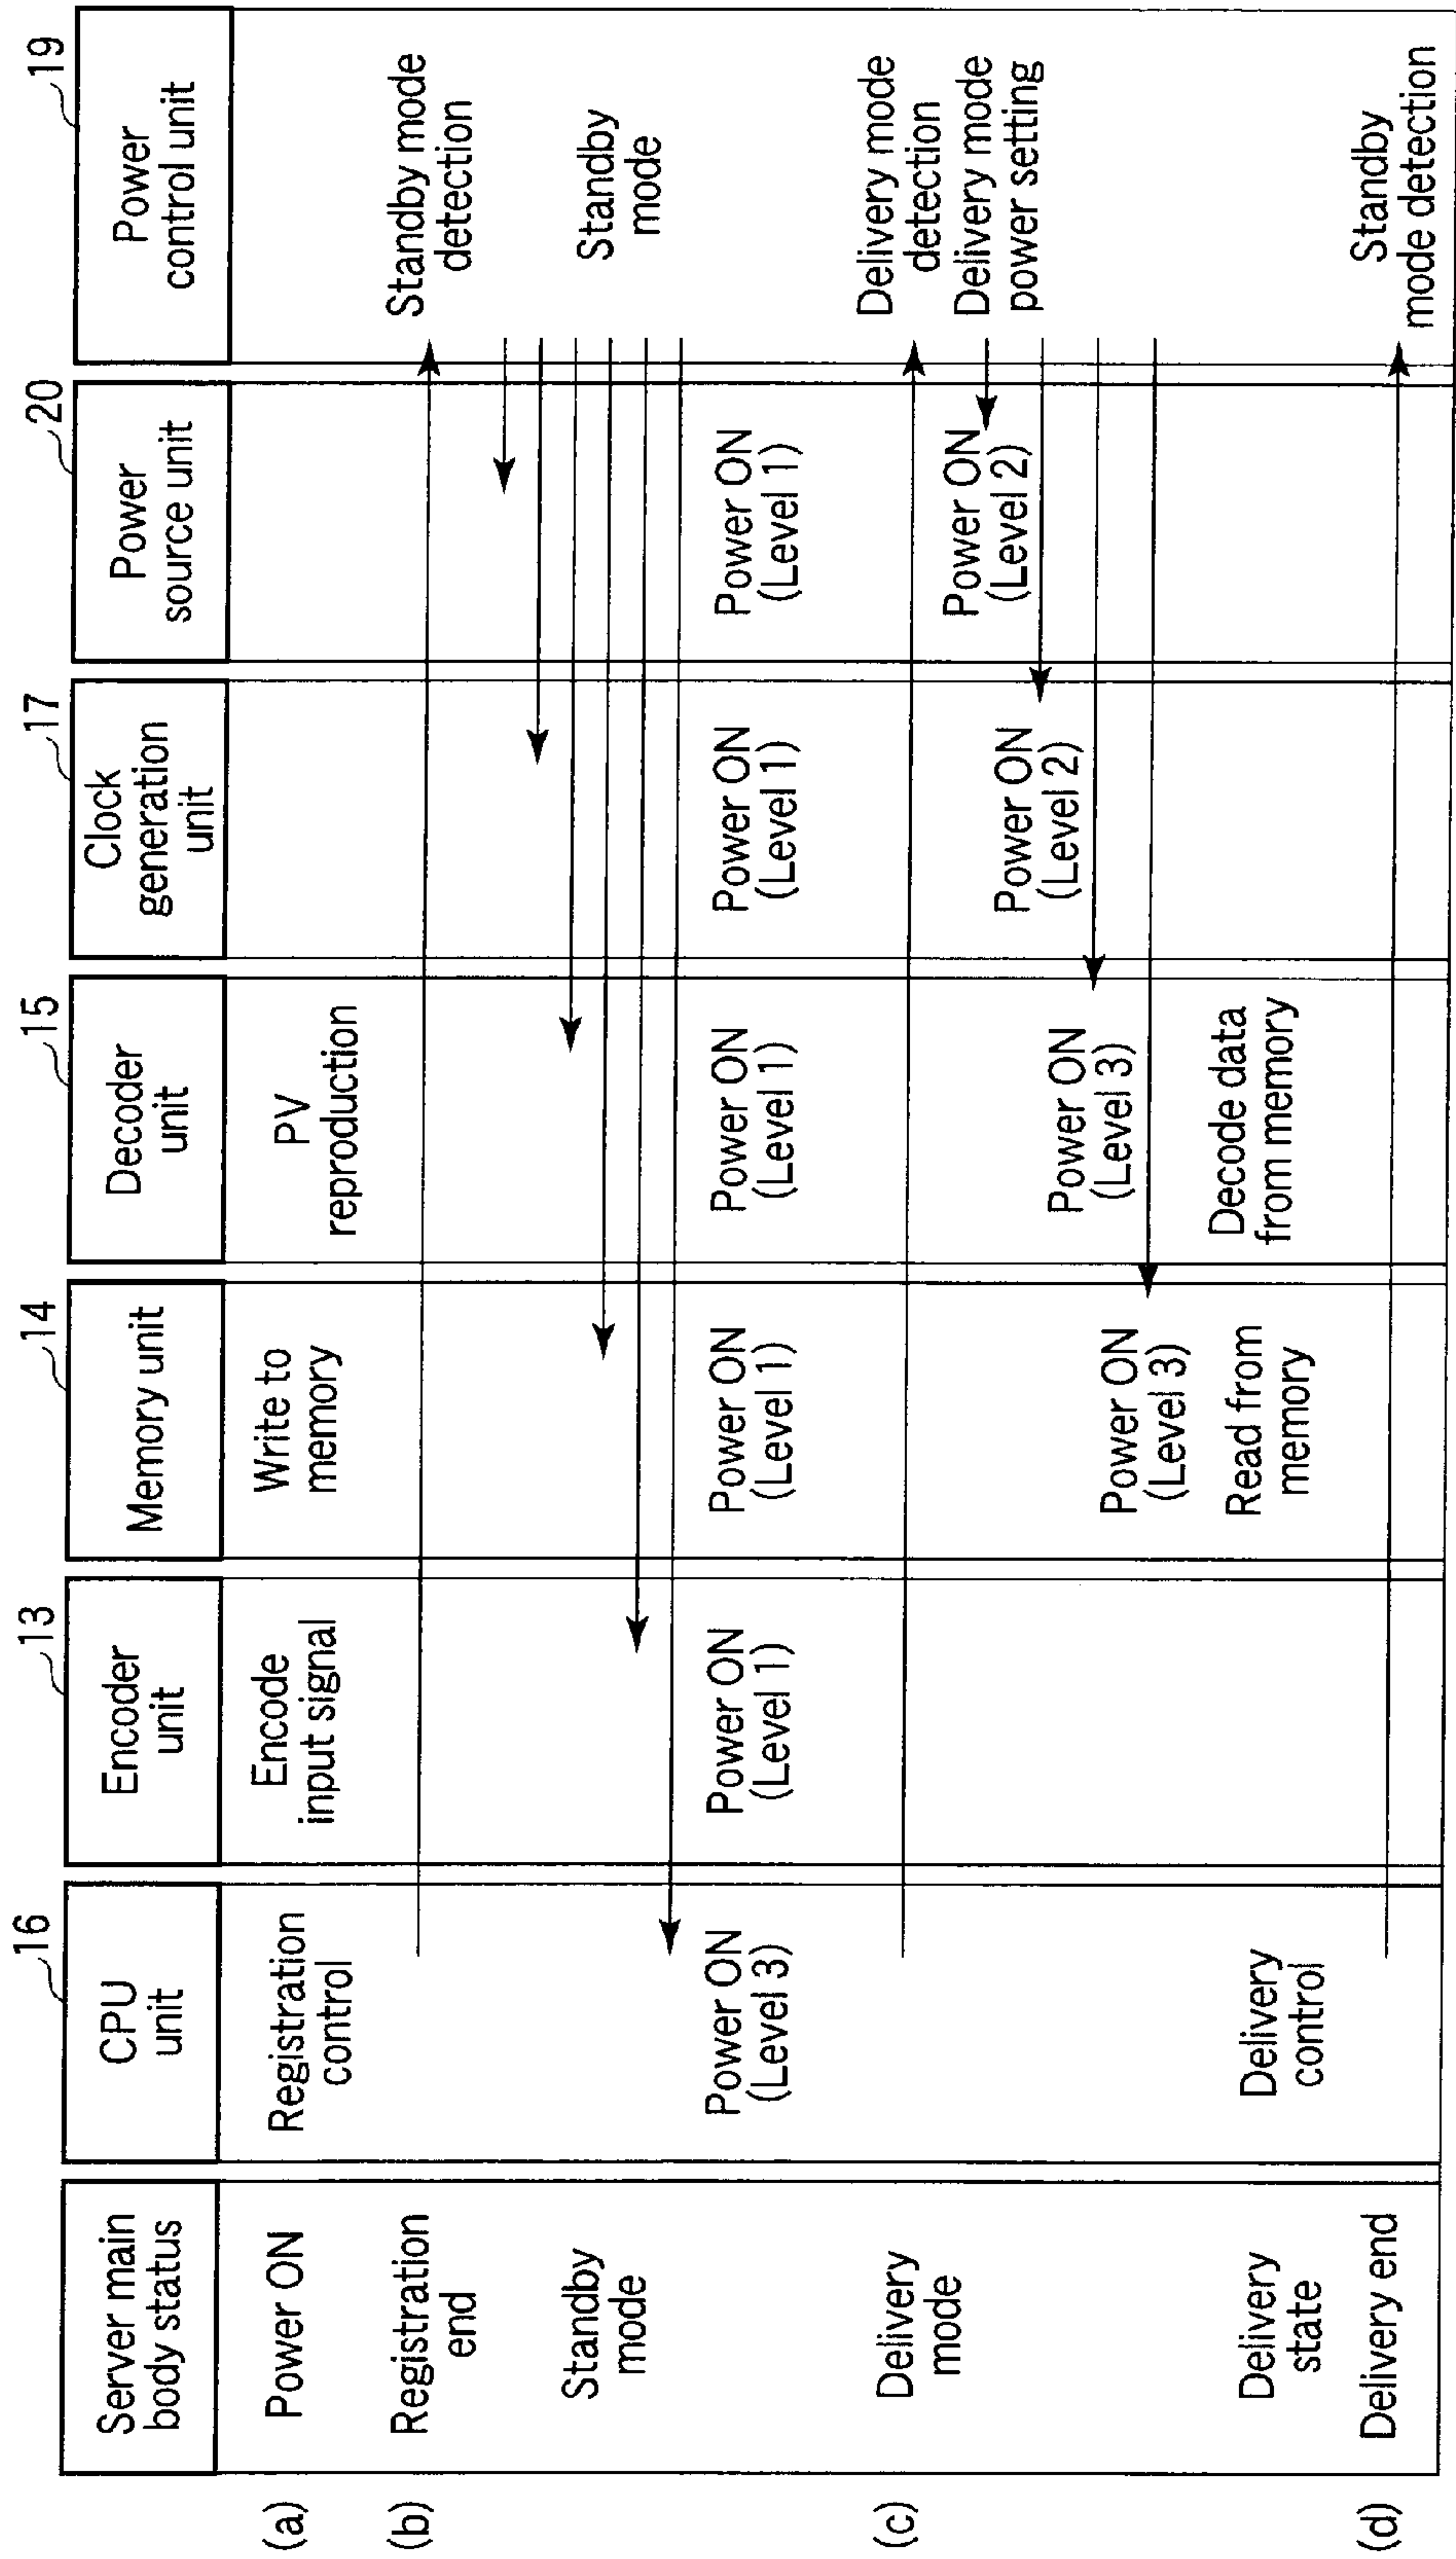 Server main
body status
16
CPU
unit
13
Encoder
unit
14
Memory unit
15
Decoder
unit
17
Clock
generation
unit
20
Power
source unit
19
Power
control unit
(a)
Power ON
Registration
control
Encode
input signal
Write to
memory
PV
reproduction
(b)
Registration
end
Standby mode
detection
Standby
mode
Standby
mode
Power ON
(Level 3)
Power ON
(Level 1)
Power ON
(Level 1)
Power ON
(Level 1)
Power ON
(Level 1)
Power ON
(Level 1)
(c)
Delivery
mode
Delivery mode
detection
Delivery mode
power setting
Power ON
(Level 2)
Power ON
(Level 2)
Power ON
(Level 3)
Power ON
(Level 3)
Delivery
state
Delivery
control
Read from
memory
Decode data
from memory
(d)
Delivery end
Standby
mode detection